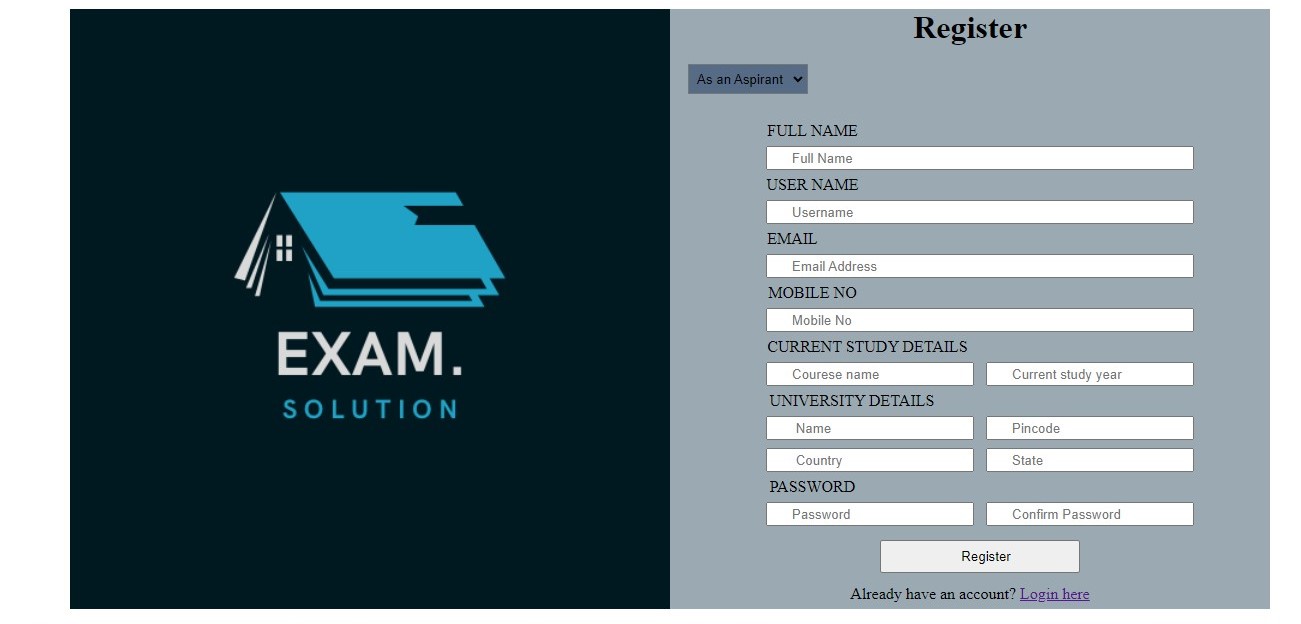 EXAM.
SOLUTION
Register
As an Aspirant
FULL NAME
Full Name
USER NAME
Username
EMAIL
Email Address
MOBILE NO
Mobile No
CURRENT STUDY DETAILS
Courese name Current study year
UNIVERSITY DETAILS
Name Pincode
Country State
PASSWORD
Password Confirm Password
Register
Already have an account? Login here